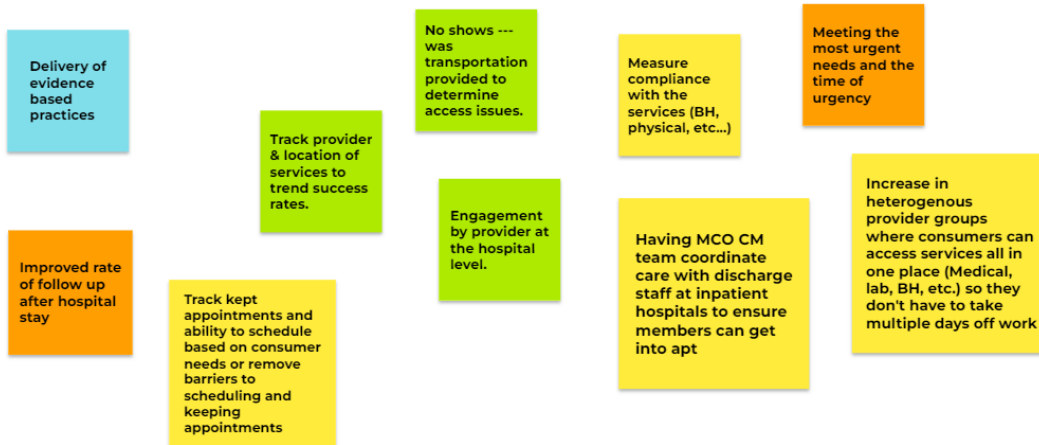 Delivery of
evidence
based
practices
Track provider
& location of
services to
trend success
rates.
No shows ---
was
transportation
provided to
determine
access issues.
Measure
compliance
with the
services (BH,
physical, etc...)
Meeting the
most urgent
needs and the
time of
urgency
Improved rate
of follow up
after hospital
stay
Track kept
appointments and
ability to schedule
based on consumer
needs or remove
barriers to
scheduling and
keeping
appointments
Engagement
by provider at
the hospital
level.
Having MCO CM
team coordinate
care with discharge
staff at inpatient
hospitals to ensure
members can get
into apt
Increase in
heterogenous
provider groups
where consumers can
access services all in
one place (Medical,
lab, BH, etc.) so they
don't have to take
multiple days off work